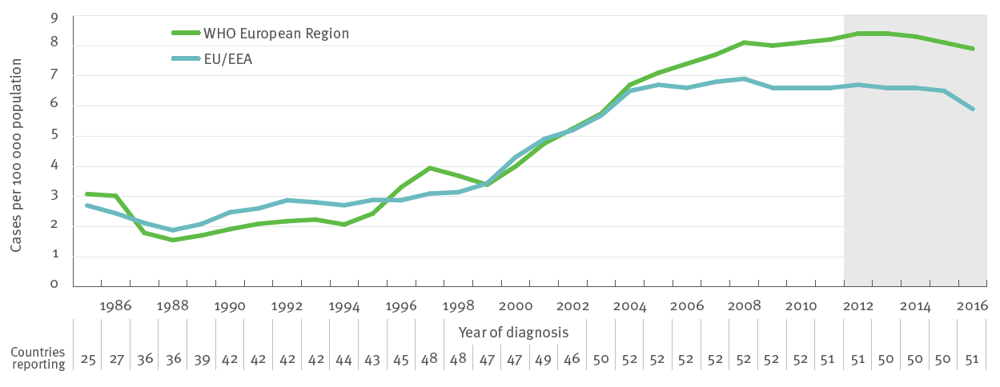 9
WHO European Region
8
EU/EEA
7
6
5
4
3
2
1
0
Cases per 100 000 population
1986 1988 1990 1992 1994 1996 1998 2000 2002 2004 2006 2008 2010 2012 2014 2016
Year of diagnosis
Countries
reporting
25 27 36 36 39 42 42 42 42 44 43 45 48 48 47 47 49 46 50 52 52 52 52 52 52 52 51 51 50 50 50 51